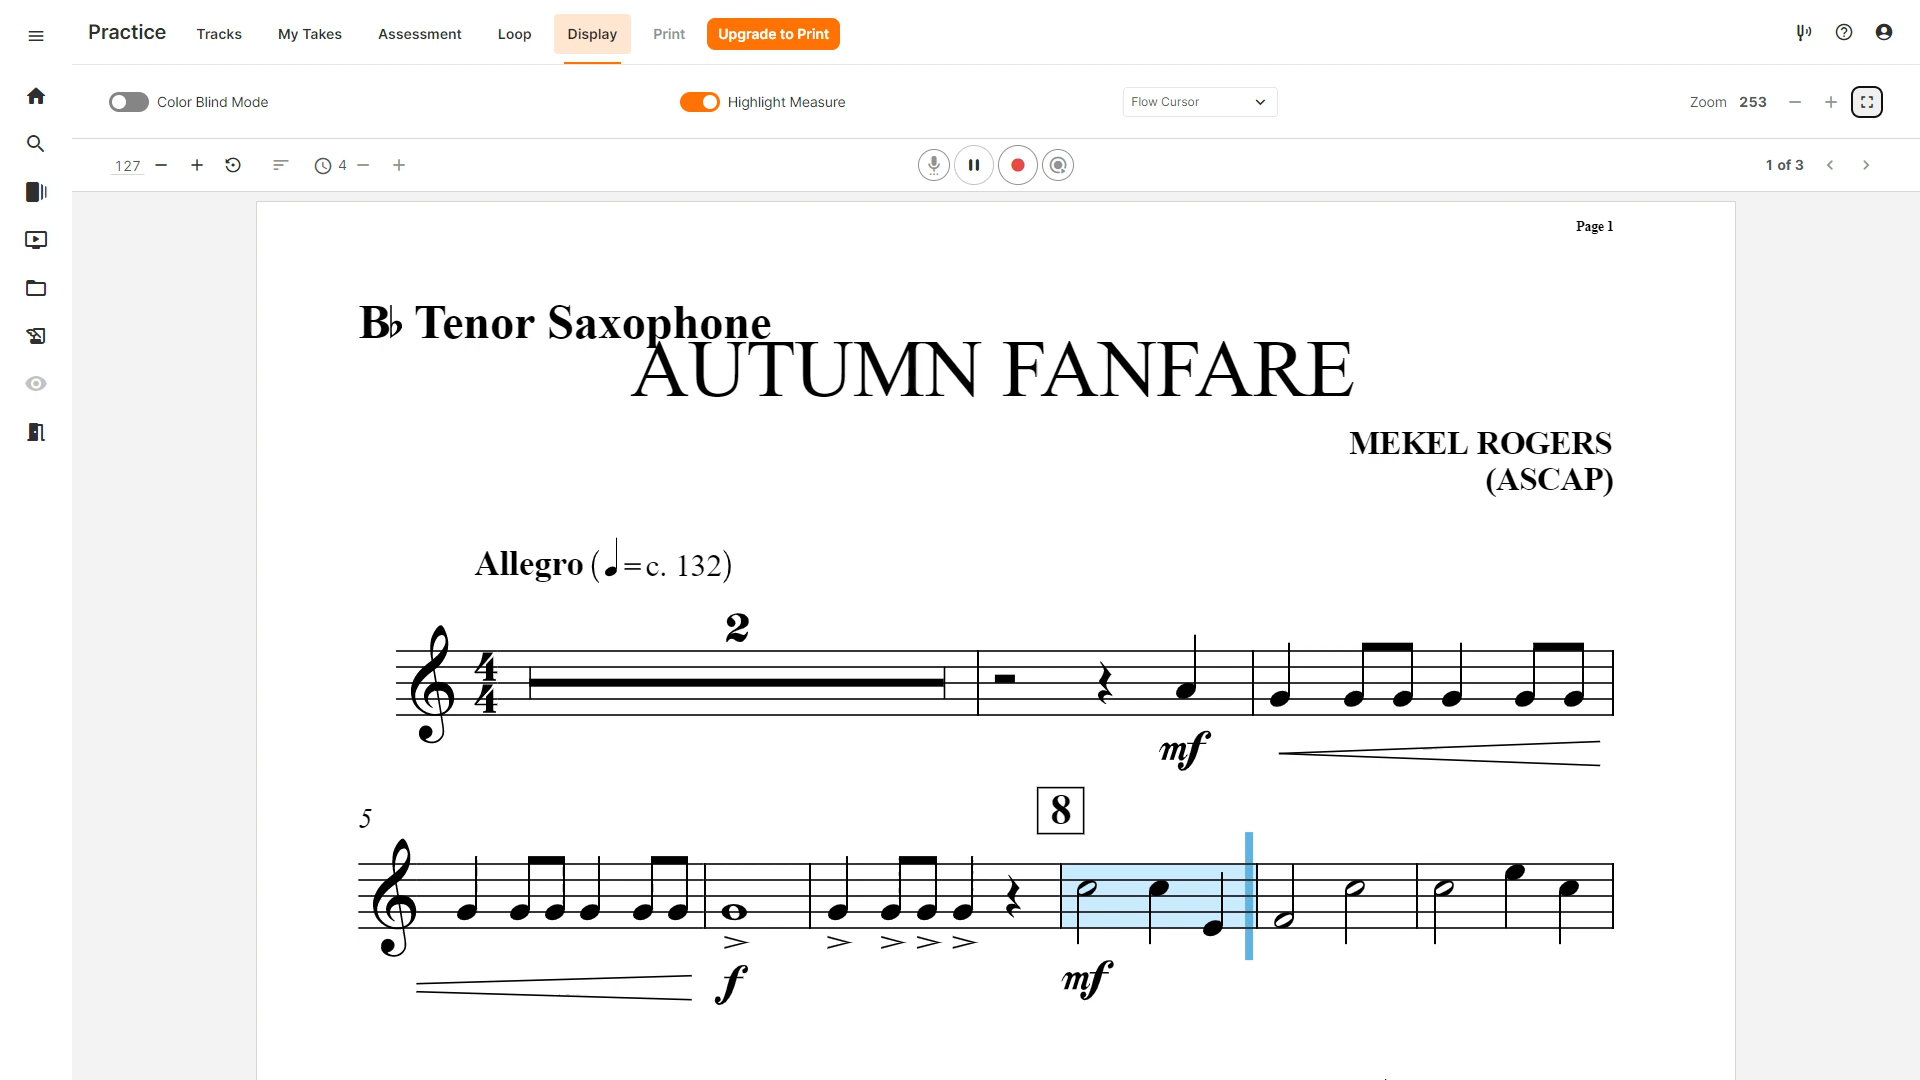 Practice Tracks My Takes Assessment Loop Display Print Upgrade to Print
Color Blind Mode Highlight Measure Flow Cursor Zoom 253
127 4 1 of 3
Page 1
B♭ Tenor Saxophone
AUTUMN FANFARE
MEKEL ROGERS
(ASCAP)
Allegro (♩=c. 132)
2
4
4
mf
5
8
f
mf